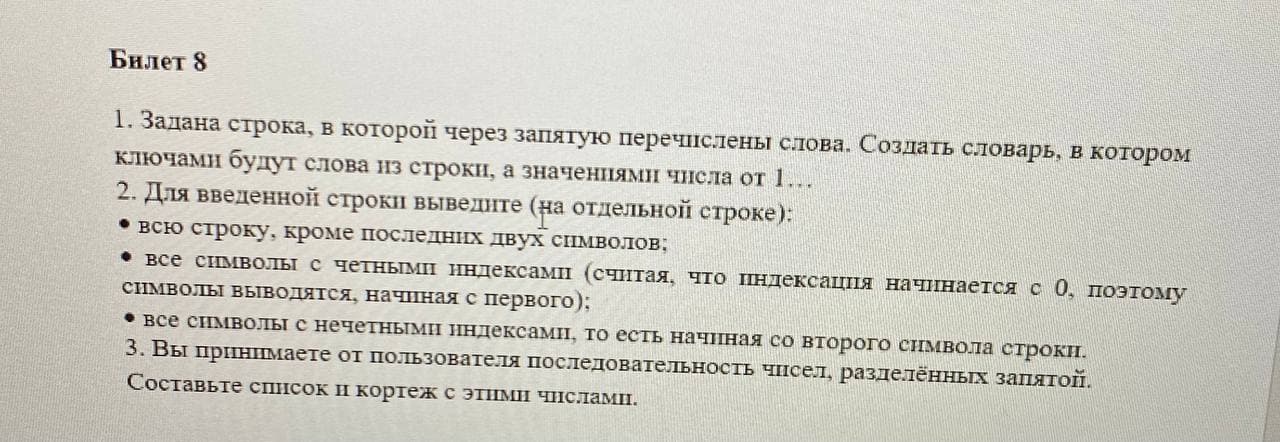 Билет 8
1. Задана строка, в которой через запятую перечислены слова. Создать словарь, в котором
ключами будут слова из строки, а значениями числа от 1…
2. Для введенной строки выведите (на отдельной строке):
• всю строку, кроме последних двух символов;
• все символы с четными индексами (считая, что индексация начинается с 0, поэтому
символы выводятся, начиная с первого);
• все символы с нечетными индексами, то есть начиная со второго символа строки.
3. Вы принимаете от пользователя последовательность чисел, разделённых запятой.
Составьте список и кортеж с этими числами.